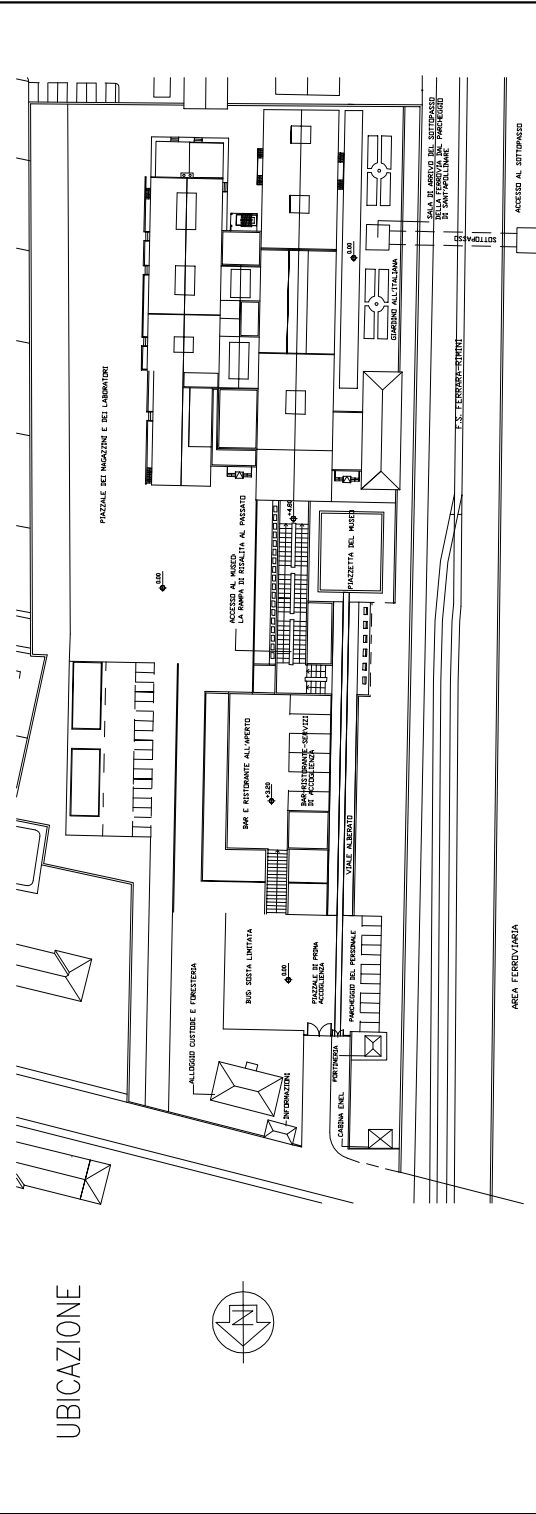 UBICAZIONE
N
ALLOGGIO CUSTODE E FORESTERIA
INFORMAZIONI
CABINA ENEL
PORTINERIA
PARCHEGGIO DEL PERSONALE
PIAZZALE DI PRIMA
ACCOGLIENZA
0.00
BUS: SOSTA LIMITATA
VIALE ALBERATO
BAR E RISTORANTE ALL'APERTO
+3.20
BAR-RISTORANTE-SERVIZI
DI ACCOGLIENZA
PIAZZALE DEI MAGAZZINI E DEI LABORATORI
0.00
ACCESSO AL MUSEO:
LA RAMPA DI RISALITA AL PASSATO
+4.80
PIAZZETTA DEL MUSEO
0.00
GIARDINO ALL'ITALIANA
SALA DI ARRIVO DEL SOTTOPASSO
DELLA FERROVIA DAL PARCHEGGIO
DI SANT'APOLLINARE
SOTTOPASSO
ACCESSO AL SOTTOPASSO
F.S. FERRARA-RIMINI
AREA FERROVIARIA